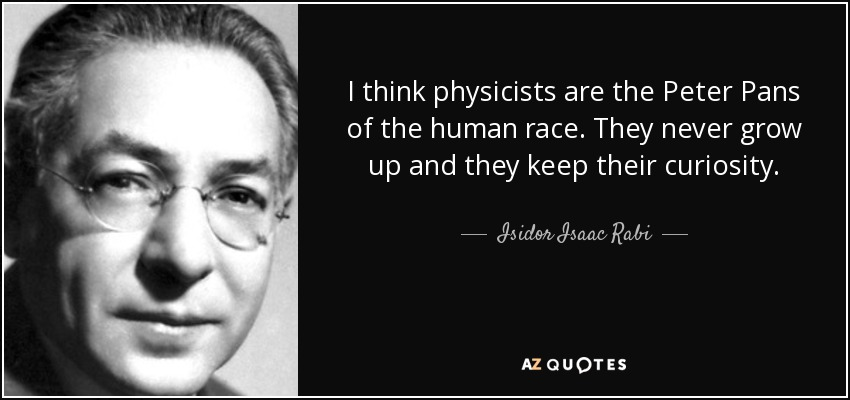 I think physicists are the Peter Pans
of the human race. They never grow
up and they keep their curiosity.
Isidor Isaac Rabi
AZ QUOTES